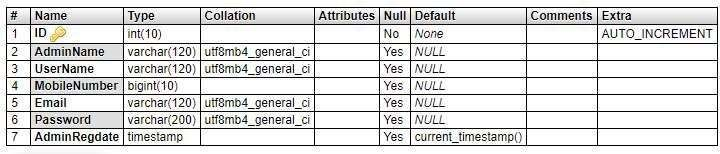 # Name Type Collation Attributes Null Default Comments Extra
1 ID int(10) No None AUTO_INCREMENT
2 AdminName varchar(120) utf8mb4_general_ci Yes NULL
3 UserName varchar(120) utf8mb4_general_ci Yes NULL
4 MobileNumber bigint(10) Yes NULL
5 Email varchar(120) utf8mb4_general_ci Yes NULL
6 Password varchar(200) utf8mb4_general_ci Yes NULL
7 AdminRegdate timestamp Yes current_timestamp()